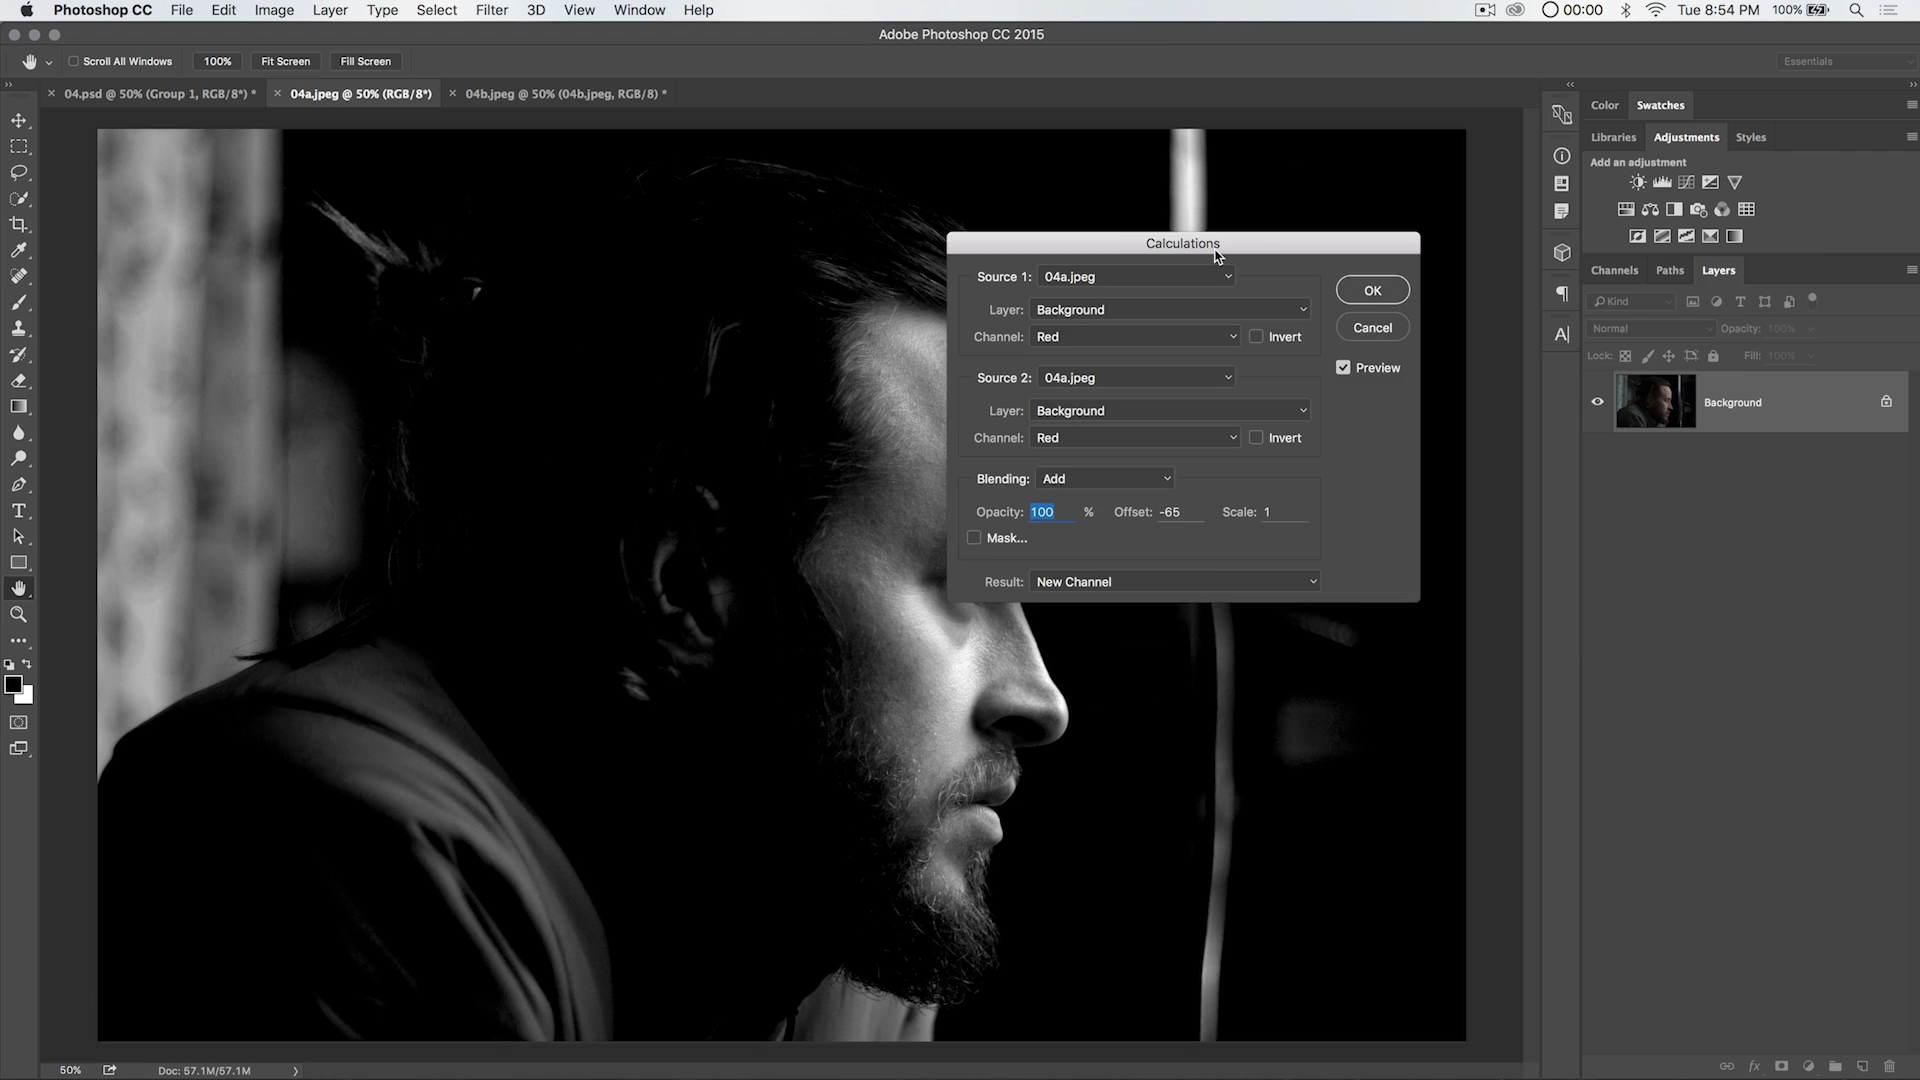 Photoshop CC File Edit Image Layer Type Select Filter 3D View Window Help 00:00 Tue 8:54 PM 100%
Adobe Photoshop CC 2015
Scroll All Windows 100% Fit Screen Fill Screen Essentials
04.psd @ 50% (Group 1, RGB/8*) * 04a.jpeg @ 50% (RGB/8*) 04b.jpeg @ 50% (04b.jpeg, RGB/8) *
Color Swatches
Libraries Adjustments Styles
Add an adjustment
Channels Paths Layers
Kind
Normal Opacity: 100%
Lock: Fill: 100%
Background
Calculations
Source 1: 04a.jpeg
Layer: Background
Channel: Red Invert
Source 2: 04a.jpeg
Layer: Background
Channel: Red Invert
Blending: Add
Opacity: 100 % Offset: -65 Scale: 1
Mask...
Result: New Channel
OK
Cancel
Preview
50% Doc: 57.1M/57.1M